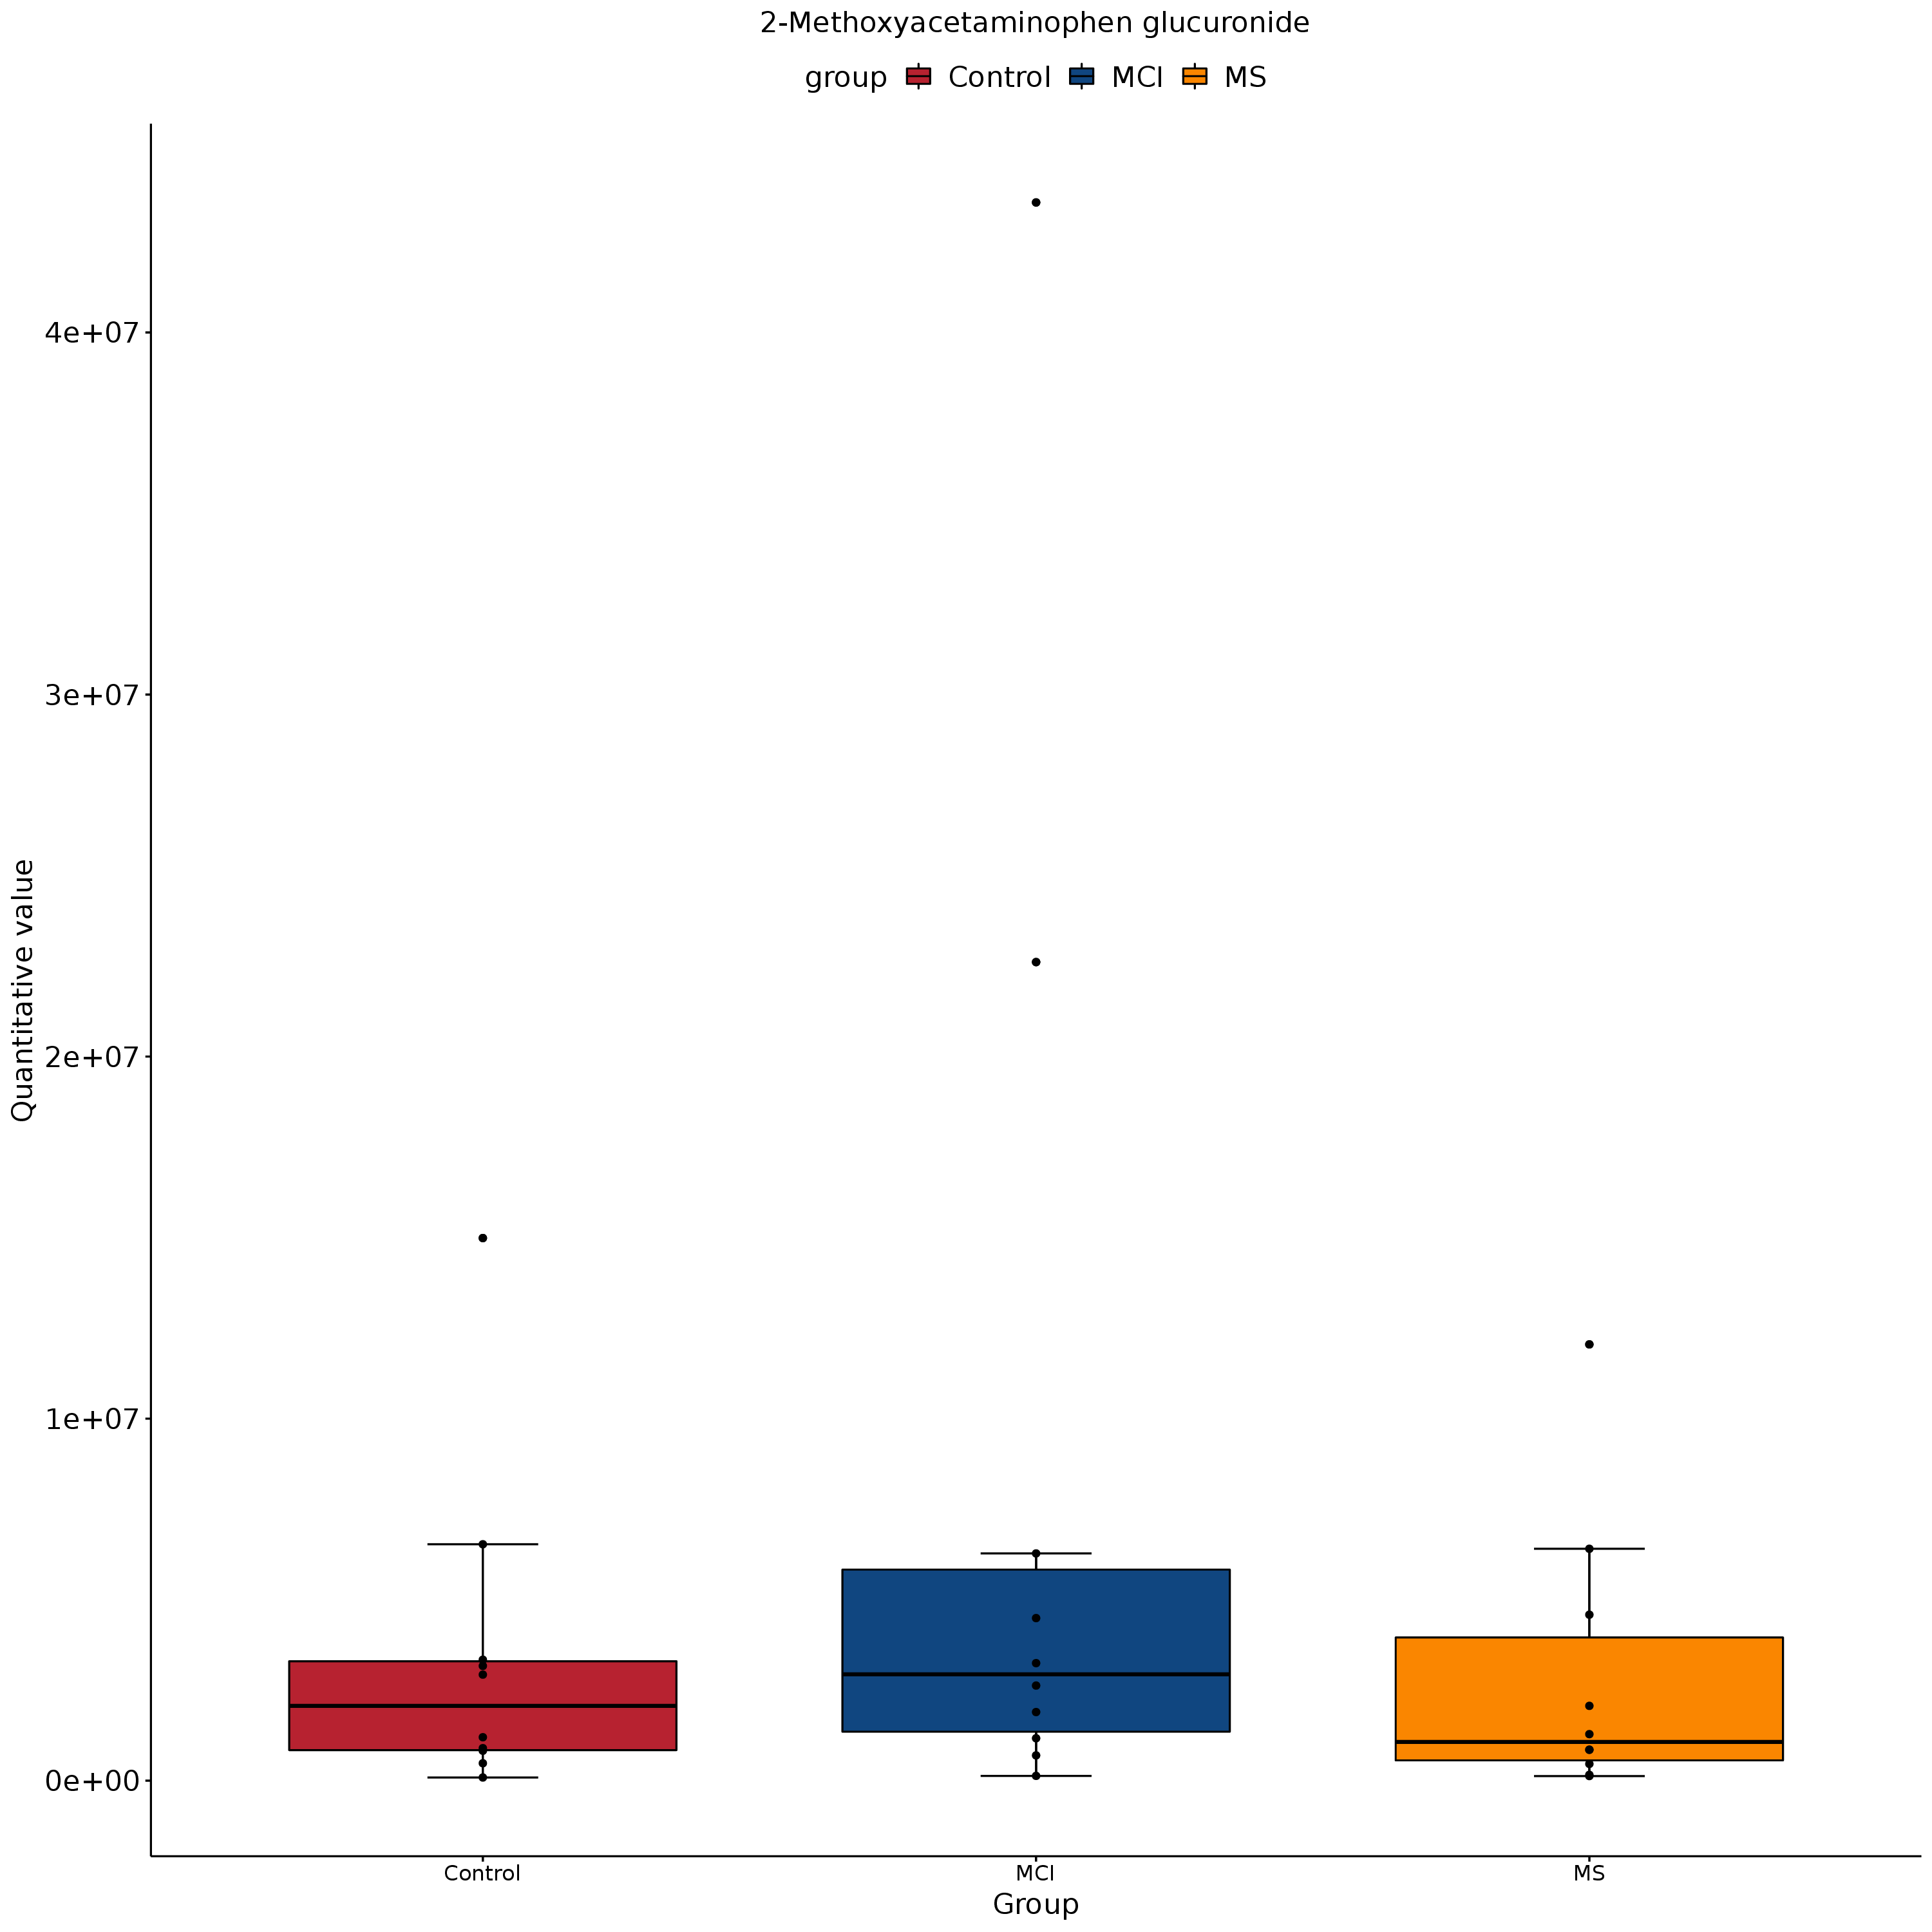 2-Methoxyacetaminophen glucuronide
group Control MCI MS
Quantitative value
4e+07
3e+07
2e+07
1e+07
0e+00
Control MCI MS
Group